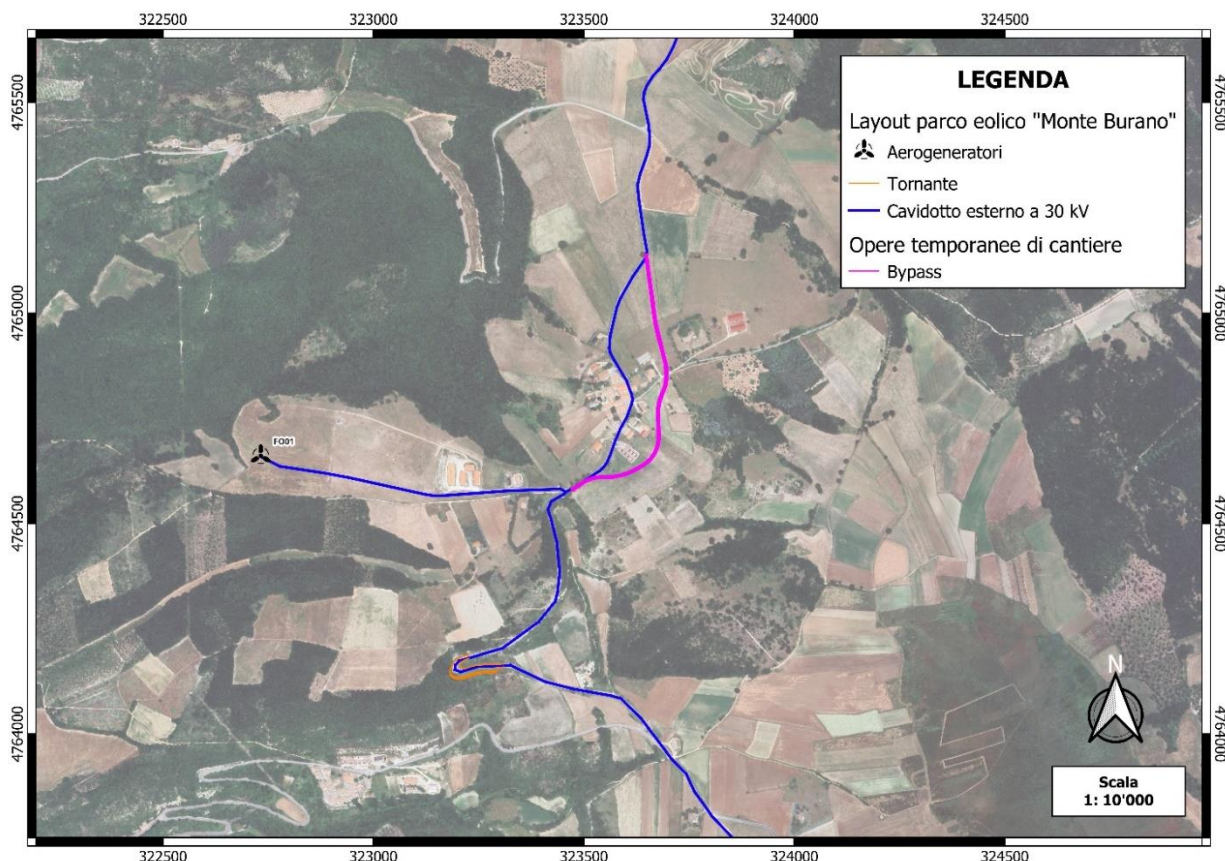 322500 323000 323500 324000 324500
4765500 4765500
LEGENDA
Layout parco eolico "Monte Burano"
Aerogeneratori
Tornante
Cavidotto esterno a 30 kV
Opere temporanee di cantiere
Bypass
4765000 4765000
FO01
4764500 4764500
N
4764000 4764000
Scala
1: 10'000
322500 323000 323500 324000 324500